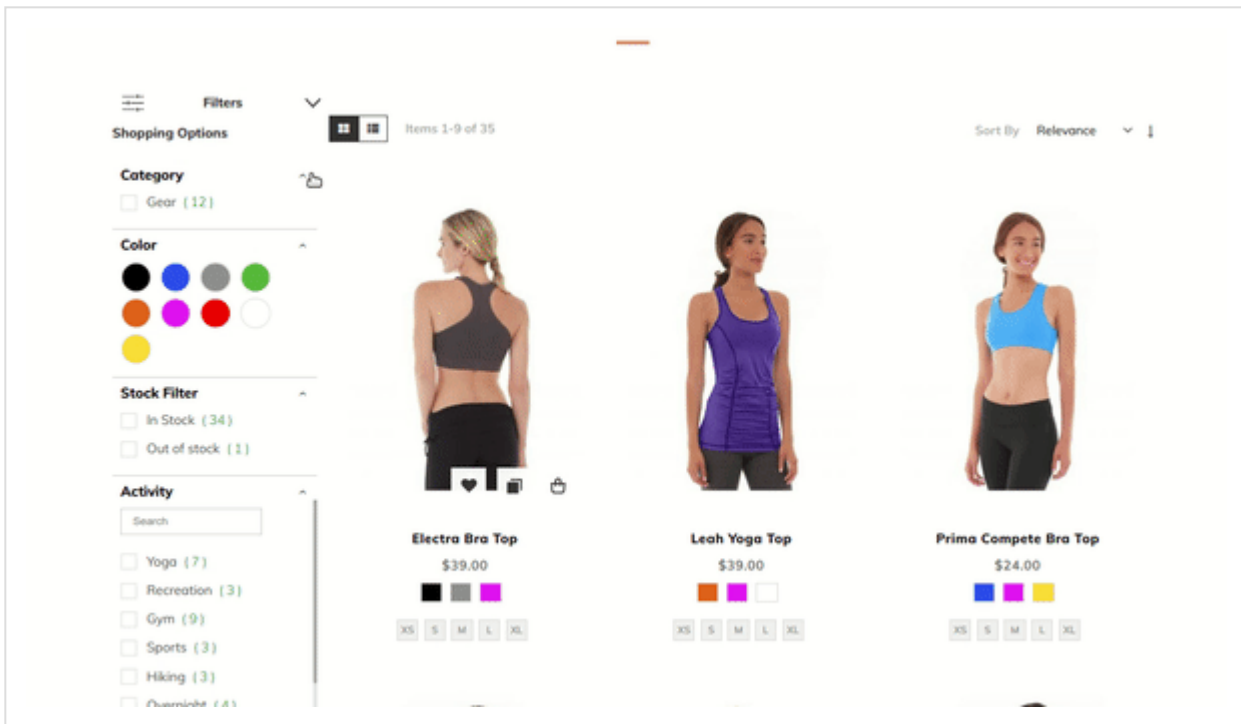 Filters
Shopping Options
Items 1-9 of 35
Sort By Relevance
Category
Gear (12)
Color
Stock Filter
In Stock (34)
Out of stock (1)
Activity
Search
Yoga (7)
Recreation (3)
Gym (9)
Sports (3)
Hiking (3)
Overnight (4)
Electra Bra Top
$39.00
XS S M L XL
Leah Yoga Top
$39.00
XS S M L XL
Prima Compete Bra Top
$24.00
XS S M L XL